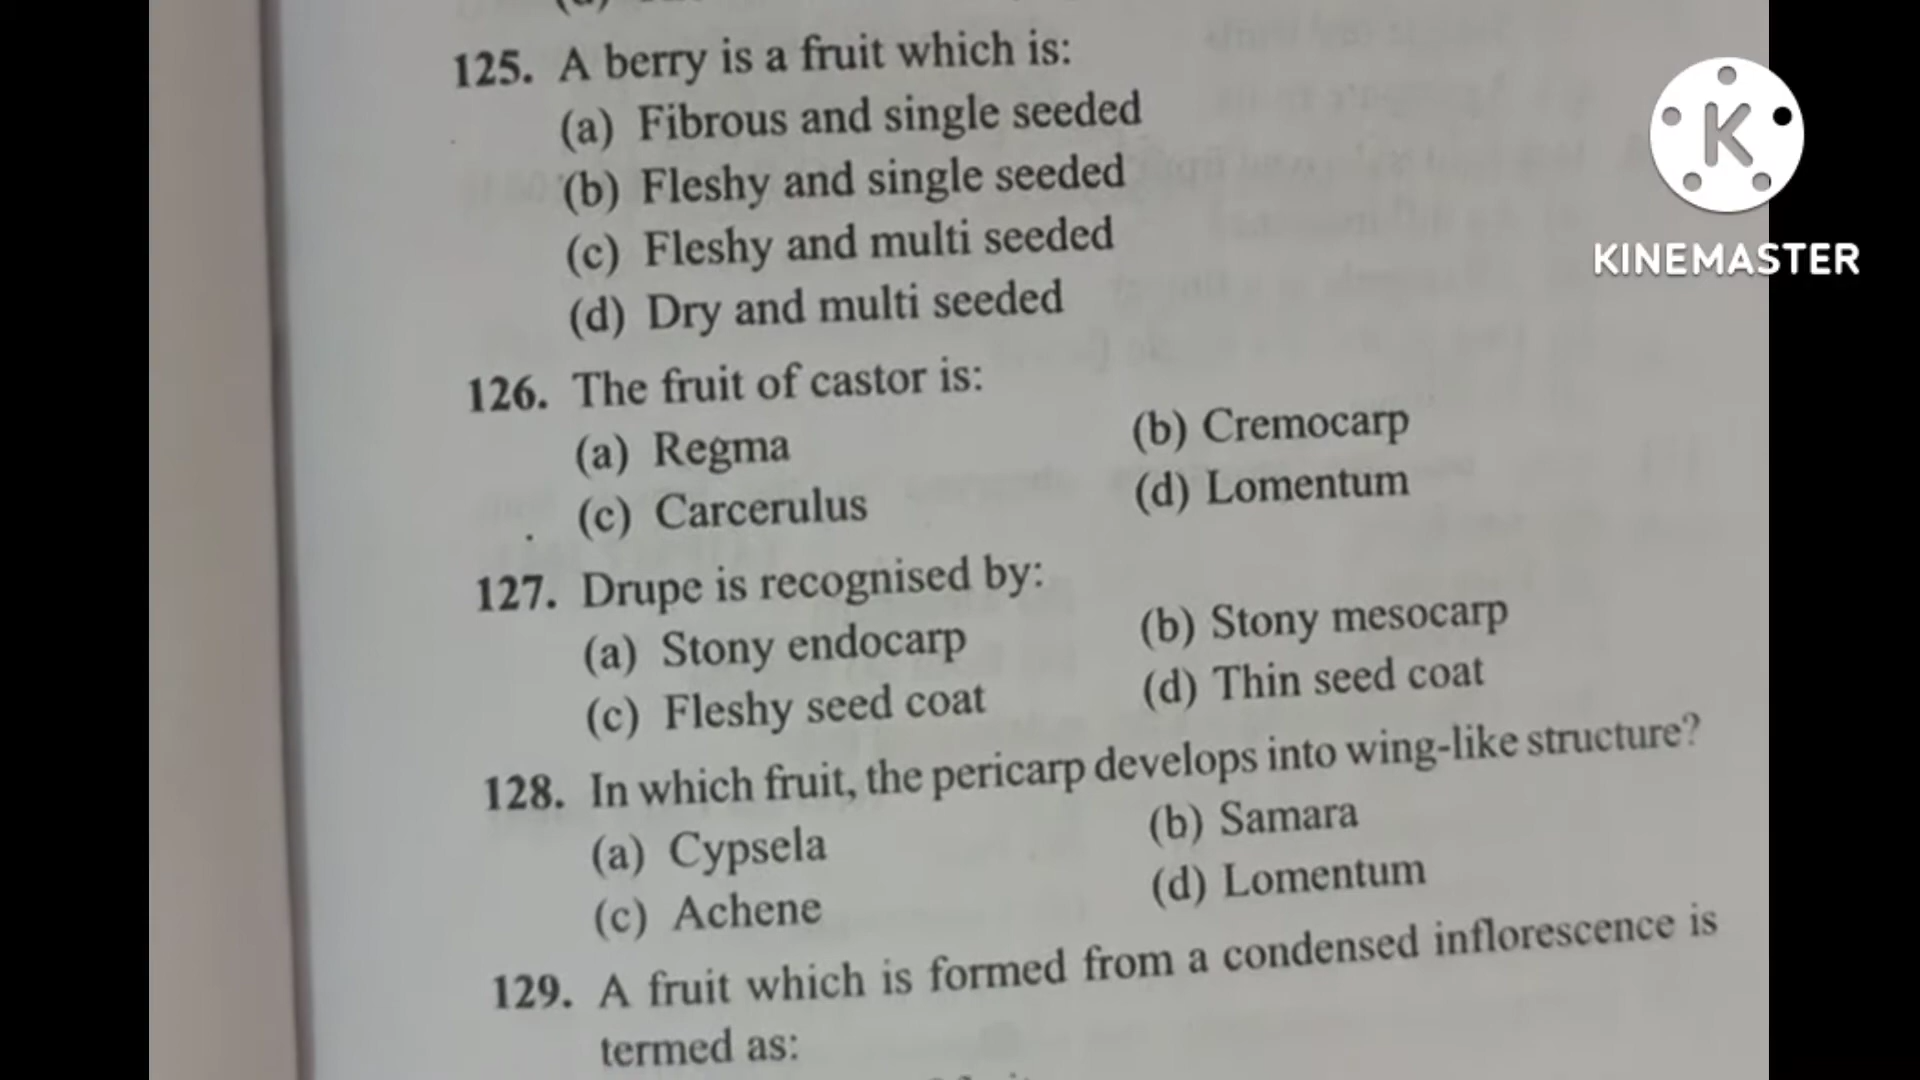 125. A berry is a fruit which is:
(a) Fibrous and single seeded
(b) Fleshy and single seeded
(c) Fleshy and multi seeded
(d) Dry and multi seeded
126. The fruit of castor is:
(a) Regma (b) Cremocarp
(c) Carcerulus (d) Lomentum
127. Drupe is recognised by:
(a) Stony endocarp (b) Stony mesocarp
(c) Fleshy seed coat (d) Thin seed coat
128. In which fruit, the pericarp develops into wing-like structure?
(a) Cypsela (b) Samara
(c) Achene (d) Lomentum
129. A fruit which is formed from a condensed inflorescence is
termed as:
K
KINEMASTER